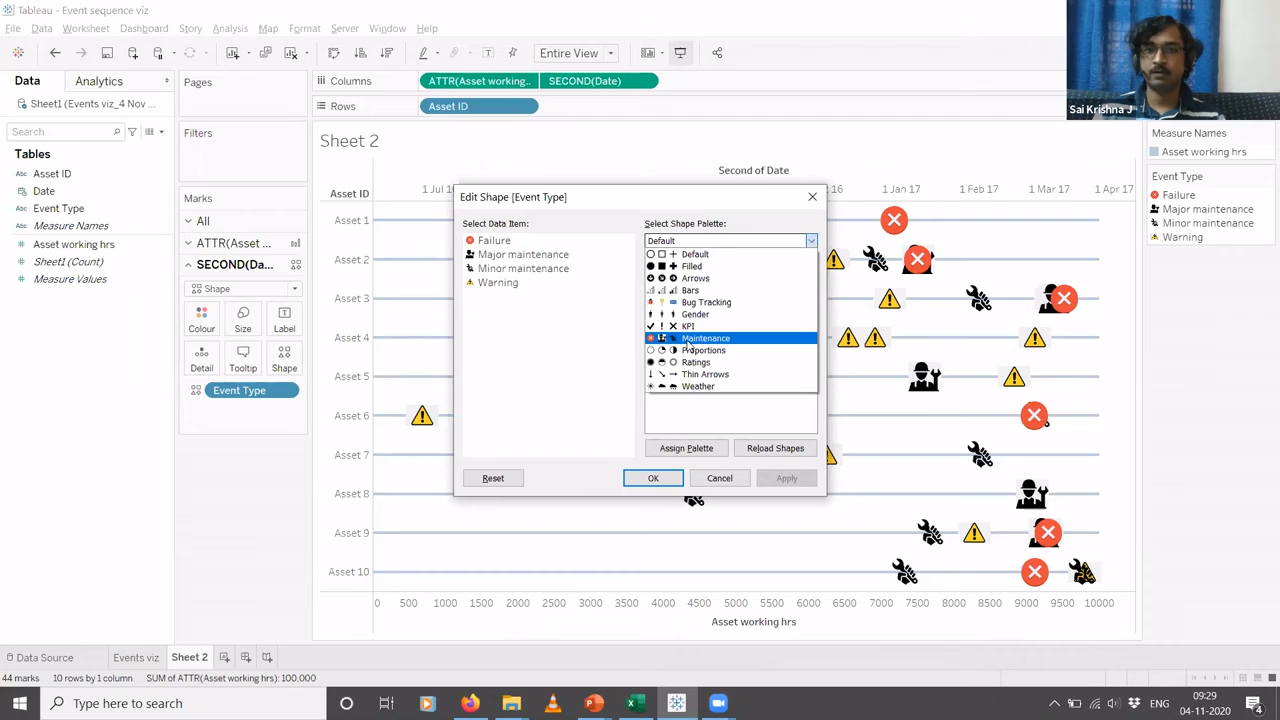 Tableau - Event sequence viz
File Data Worksheet Dashboard Story Analysis Map Format Server Window Help
Entire View
Sai Krishna J
Data Analytics
Sheet1 (Events viz_4 Nov ...
Search
Tables
Asset ID
Date
Event Type
Measure Names
Asset working hrs
Sheet1 (Count)
Measure Values
Pages
Filters
Marks
All
ATTR(Asset ...
SECOND(Da...
Shape
Colour Size Label
Detail Tooltip Shape
Event Type
Columns ATTR(Asset working.. SECOND(Date)
Rows Asset ID
Sheet 2
Second of Date
Asset ID
1 Jul 16 1 Jan 17 1 Feb 17 1 Mar 17 1 Apr 17
Asset 1
Asset 2
Asset 3
Asset 4
Asset 5
Asset 6
Asset 7
Asset 8
Asset 9
Asset 10
0 500 1000 1500 2000 2500 3000 3500 4000 4500 5000 5500 6000 6500 7000 7500 8000 8500 9000 9500 10000
Asset working hrs
Edit Shape [Event Type]
Select Data Item:
Failure
Major maintenance
Minor maintenance
Warning
Select Shape Palette:
Default
Default
Filled
Arrows
Bars
Bug Tracking
Gender
KPI
Maintenance
Proportions
Ratings
Thin Arrows
Weather
Assign Palette Reload Shapes
Reset OK Cancel Apply
Measure Names
Asset working hrs
Event Type
Failure
Major maintenance
Minor maintenance
Warning
Data Source Events viz Sheet 2
44 marks 10 rows by 1 column SUM of ATTR(Asset working hrs): 100.000
Type here to search
ENG
09:29
04-11-2020
4